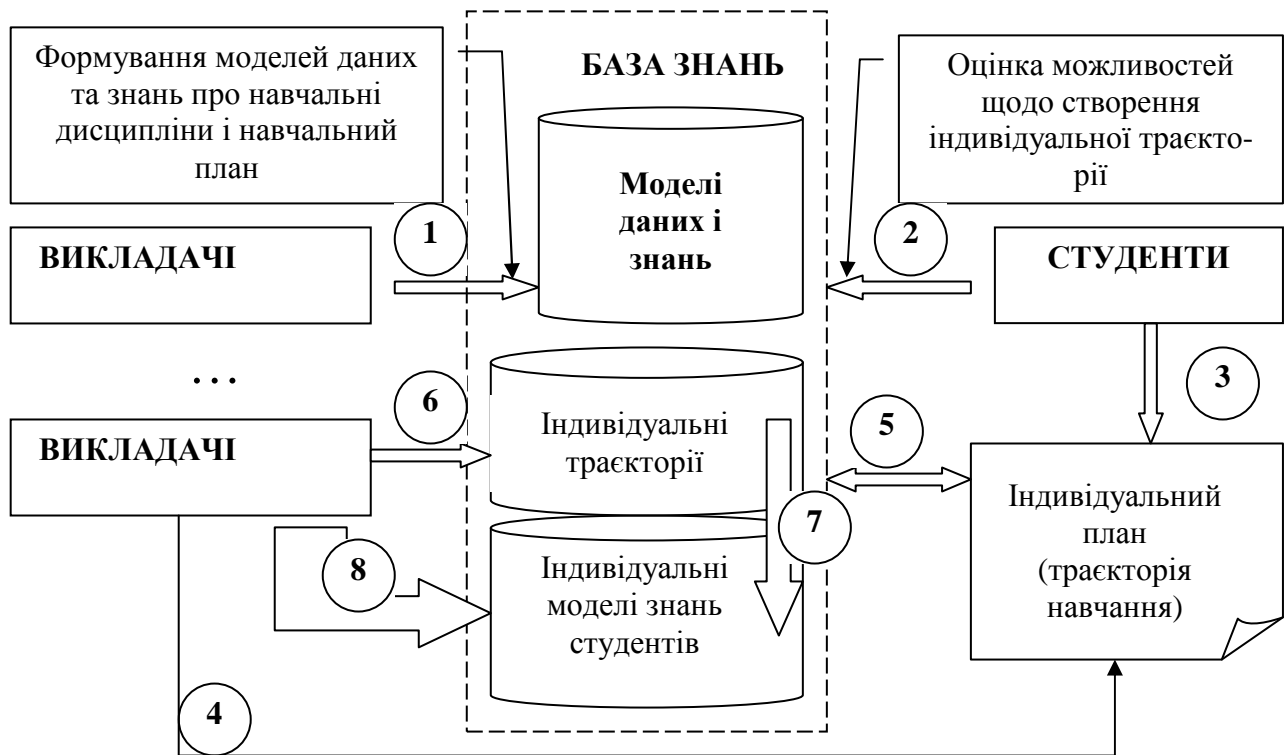 Формування моделей даних
та знань про навчальні
дисципліни і навчальний
план
БАЗА ЗНАНЬ
Оцінка можливостей
щодо створення
індивідуальної траєкто-
рії
Моделі
даних і
знань
1
2
ВИКЛАДАЧІ
СТУДЕНТИ
. . .
3
6
ВИКЛАДАЧІ
Індивідуальні
траєкторії
5
7
Індивідуальний
план
(траєкторія
навчання)
8
Індивідуальні
моделі знань
студентів
4